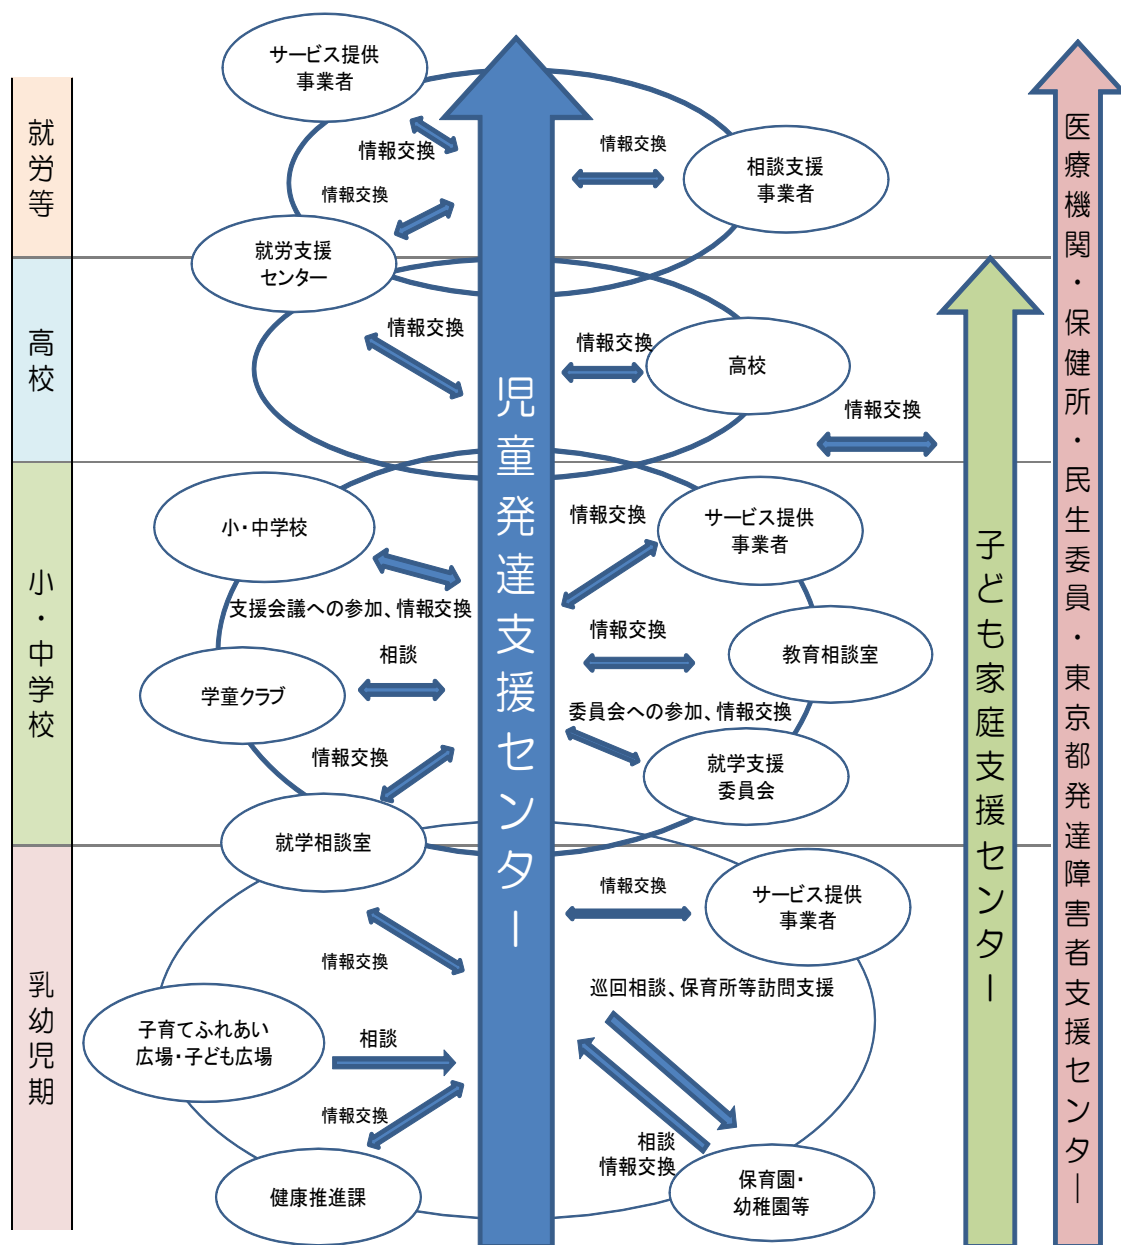 就労等
サービス提供
事業者
情報交換
情報交換
情報交換
相談支援
事業者
就労支援
センター
高校
情報交換
情報交換
高校
情報交換
小・中学校
小・中学校
支援会議への参加、情報交換
情報交換
サービス提供
事業者
相談
学童クラブ
情報交換
教育相談室
委員会への参加、情報交換
情報交換
就学支援
委員会
就学相談室
乳幼児期
情報交換
サービス提供
事業者
情報交換
巡回相談、保育所等訪問支援
子育てふれあい
広場・子ども広場
相談
情報交換
相談
情報交換
健康推進課
保育園・
幼稚園等
児童発達支援センター
子ども家庭支援センター
医療機関・保健所・民生委員・東京都発達障害者支援センター